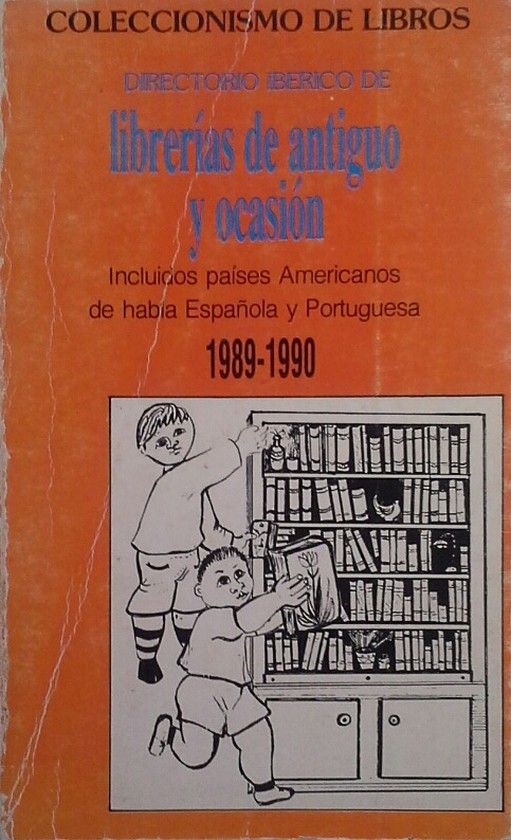 COLECCIONISMO DE LIBROS
DIRECTORIO IBERICO DE
librerías de antiguo
y ocasión
Incluidos países Americanos
de habla Española y Portuguesa
1989-1990